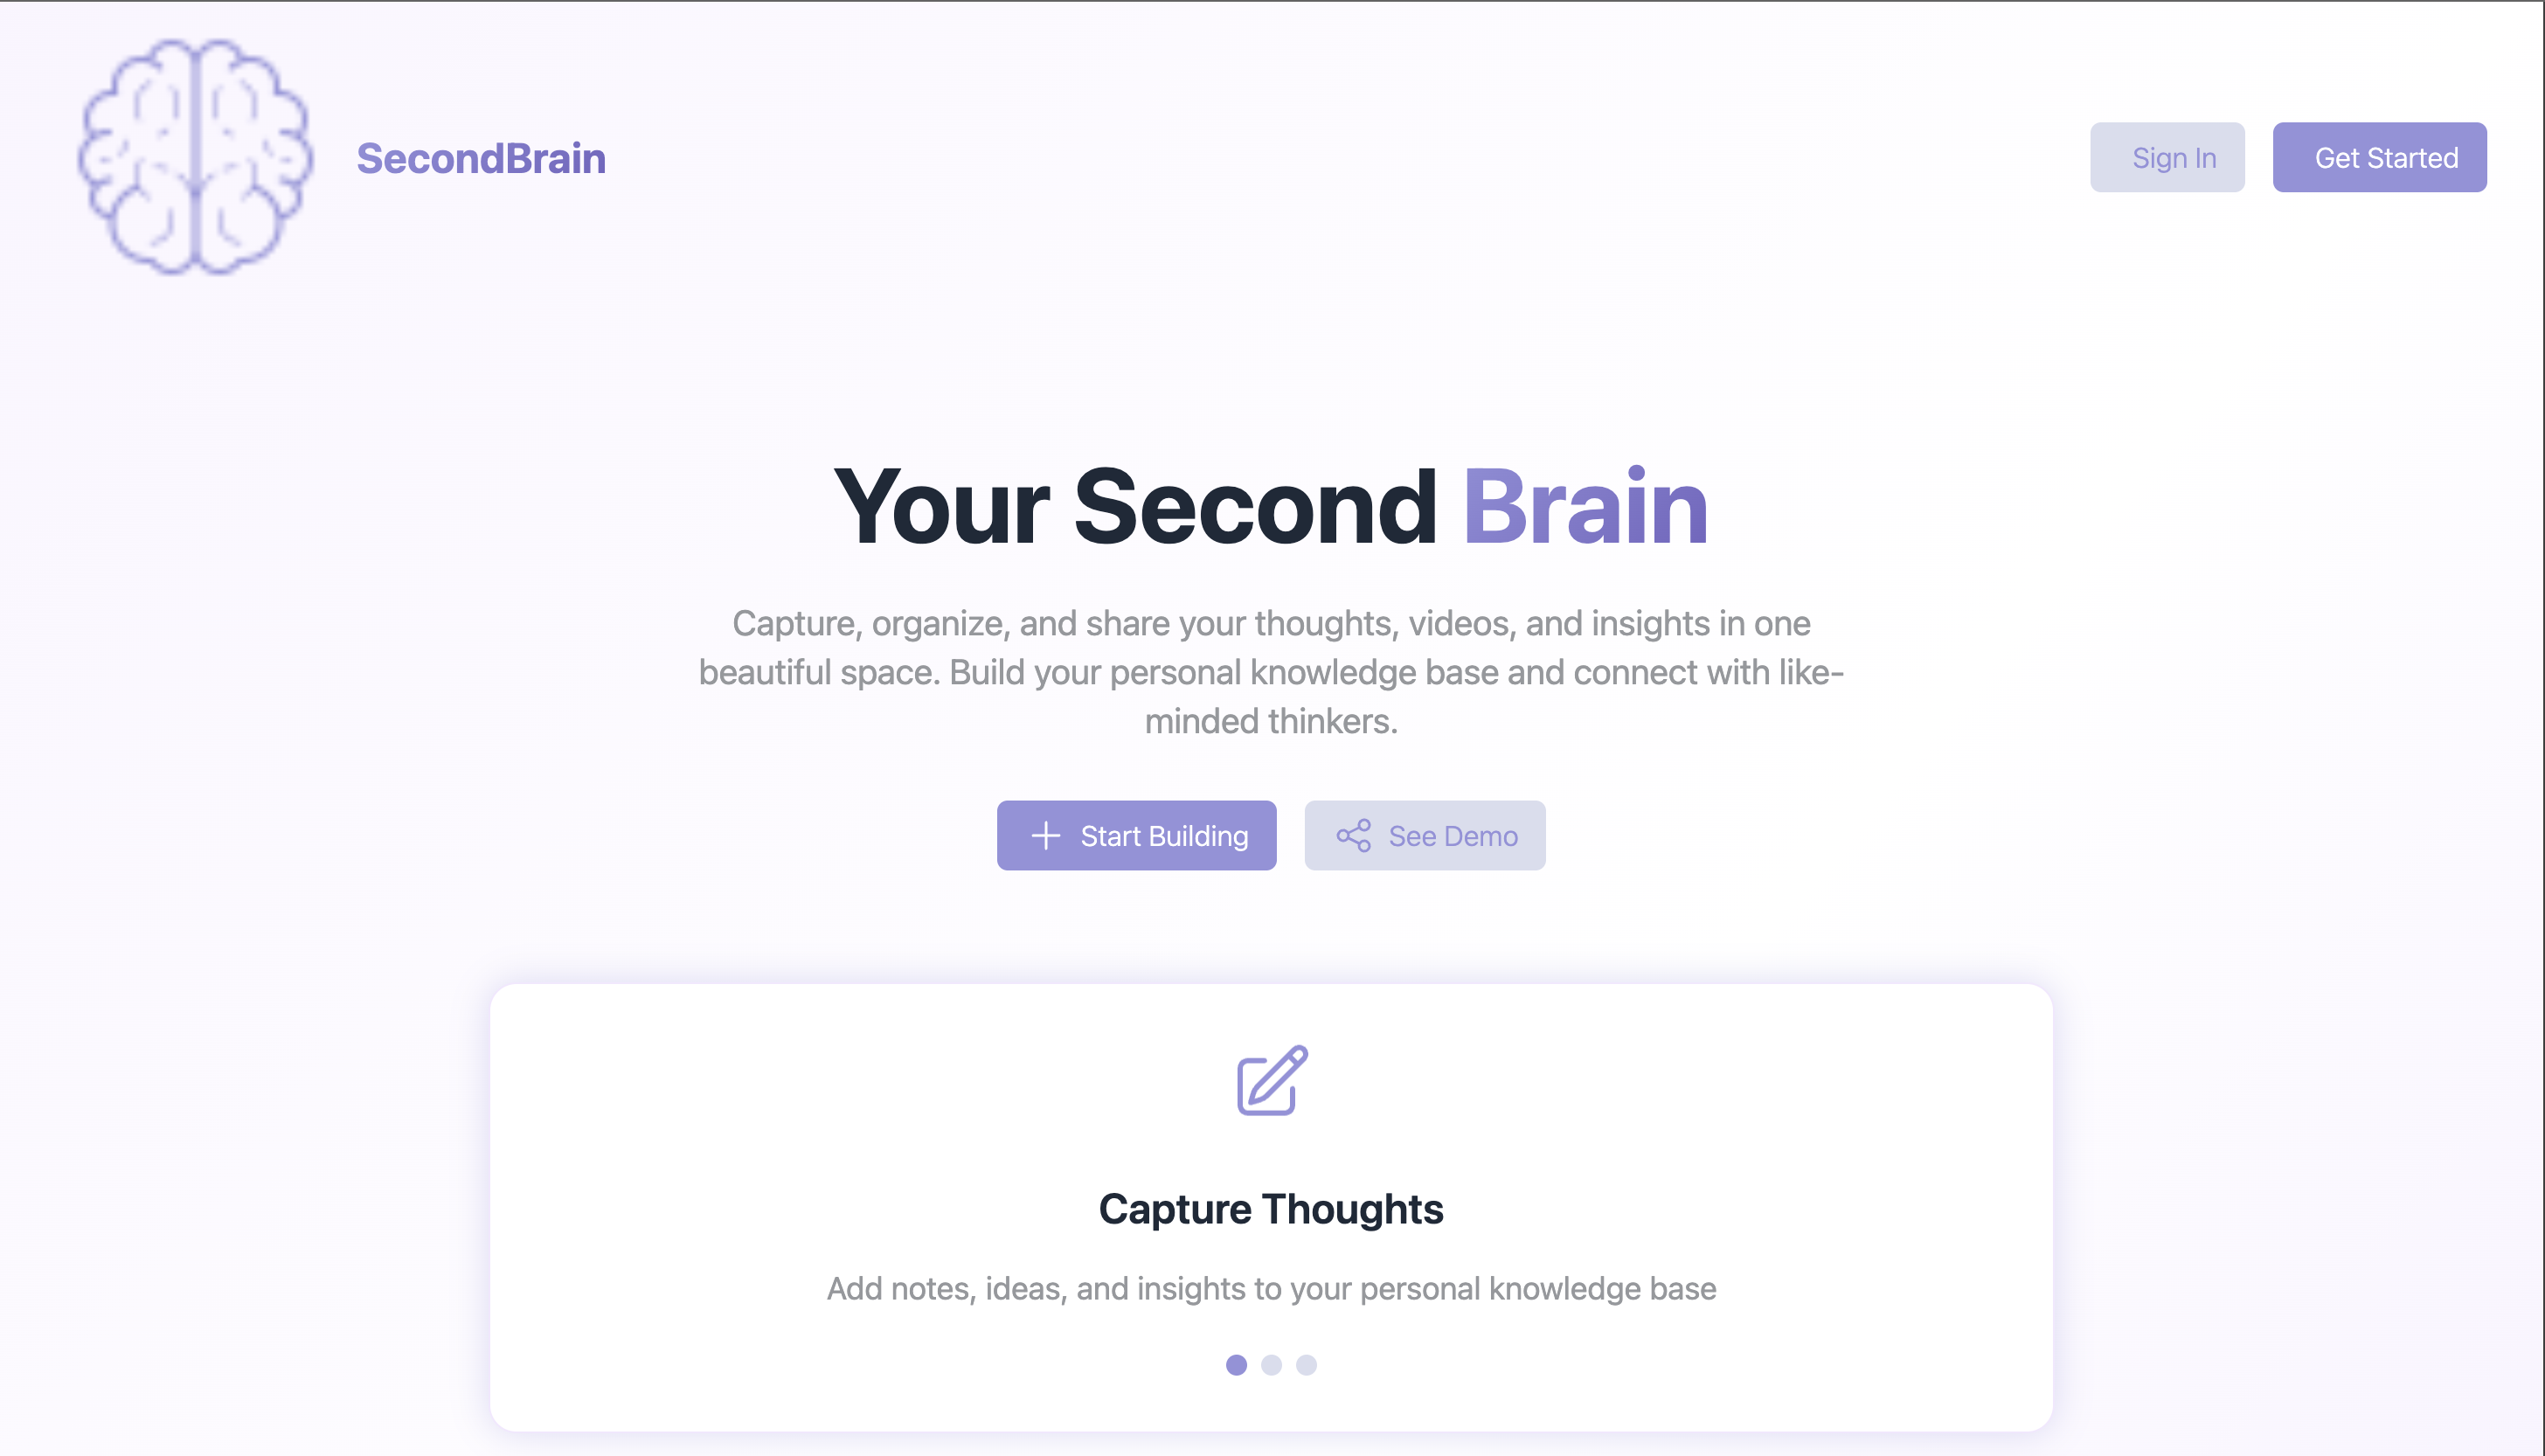 SecondBrain
Sign In
Get Started
Your Second Brain
Capture, organize, and share your thoughts, videos, and insights in one
beautiful space. Build your personal knowledge base and connect with like-
minded thinkers.
Start Building
See Demo
Capture Thoughts
Add notes, ideas, and insights to your personal knowledge base